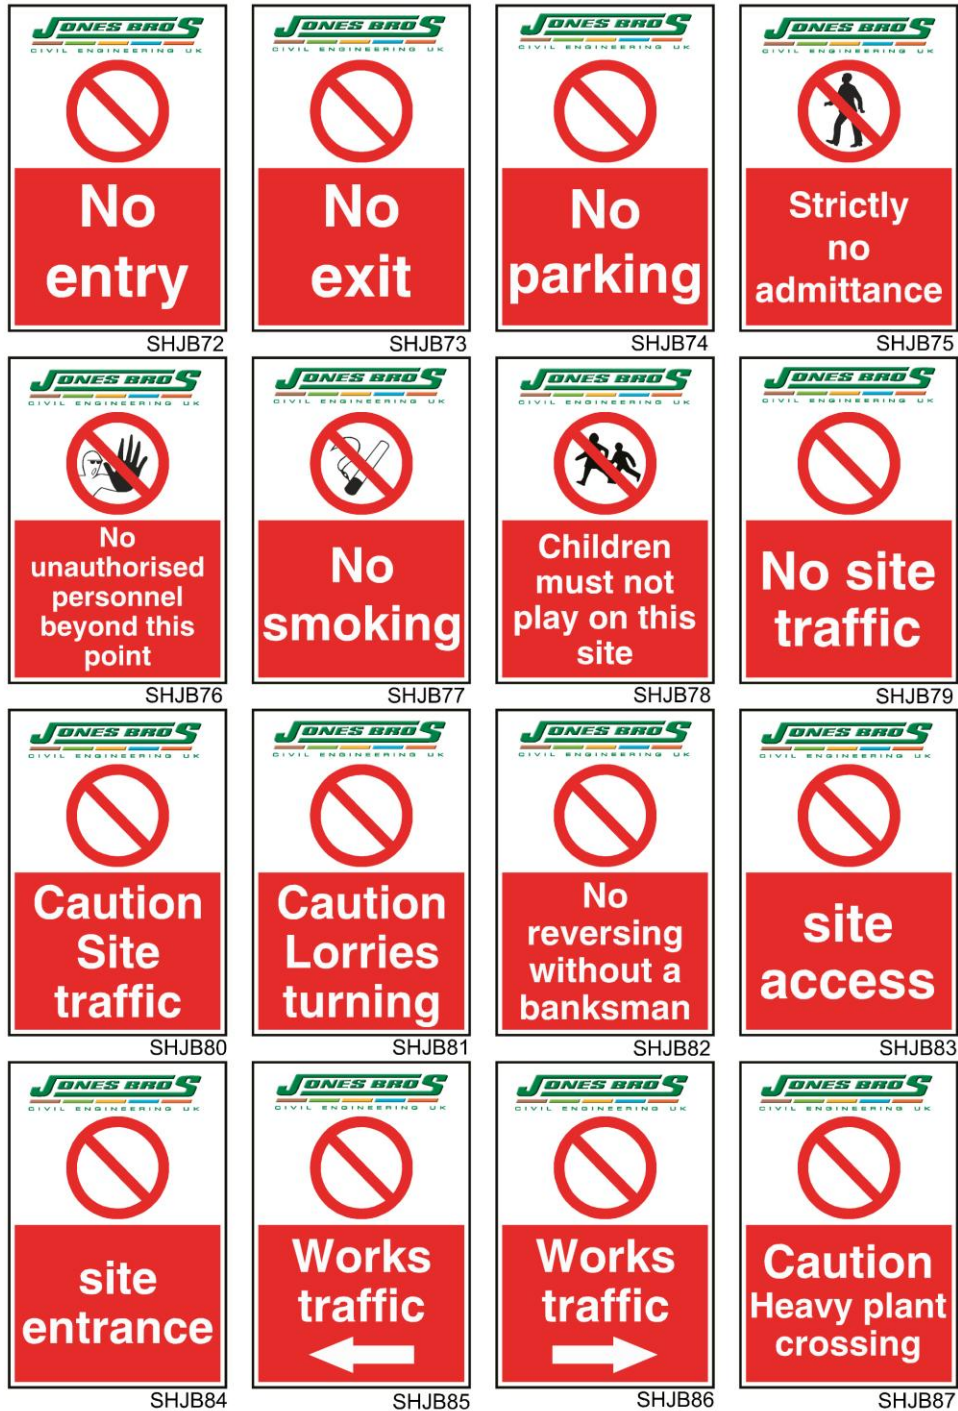 JONES BROS
CIVIL ENGINEERING UK
No
entry
SHJB72
JONES BROS
CIVIL ENGINEERING UK
No
exit
SHJB73
JONES BROS
CIVIL ENGINEERING UK
No
parking
SHJB74
JONES BROS
CIVIL ENGINEERING UK
Strictly
no
admittance
SHJB75
JONES BROS
CIVIL ENGINEERING UK
No
unauthorised
personnel
beyond this
point
SHJB76
JONES BROS
CIVIL ENGINEERING UK
No
smoking
SHJB77
JONES BROS
CIVIL ENGINEERING UK
Children
must not
play on this
site
SHJB78
JONES BROS
CIVIL ENGINEERING UK
No site
traffic
SHJB79
JONES BROS
CIVIL ENGINEERING UK
Caution
Site
traffic
SHJB80
JONES BROS
CIVIL ENGINEERING UK
Caution
Lorries
turning
SHJB81
JONES BROS
CIVIL ENGINEERING UK
No
reversing
without a
banksman
SHJB82
JONES BROS
CIVIL ENGINEERING UK
site
access
SHJB83
JONES BROS
CIVIL ENGINEERING UK
site
entrance
SHJB84
JONES BROS
CIVIL ENGINEERING UK
Works
traffic
SHJB85
JONES BROS
CIVIL ENGINEERING UK
Works
traffic
SHJB86
JONES BROS
CIVIL ENGINEERING UK
Caution
Heavy plant
crossing
SHJB87